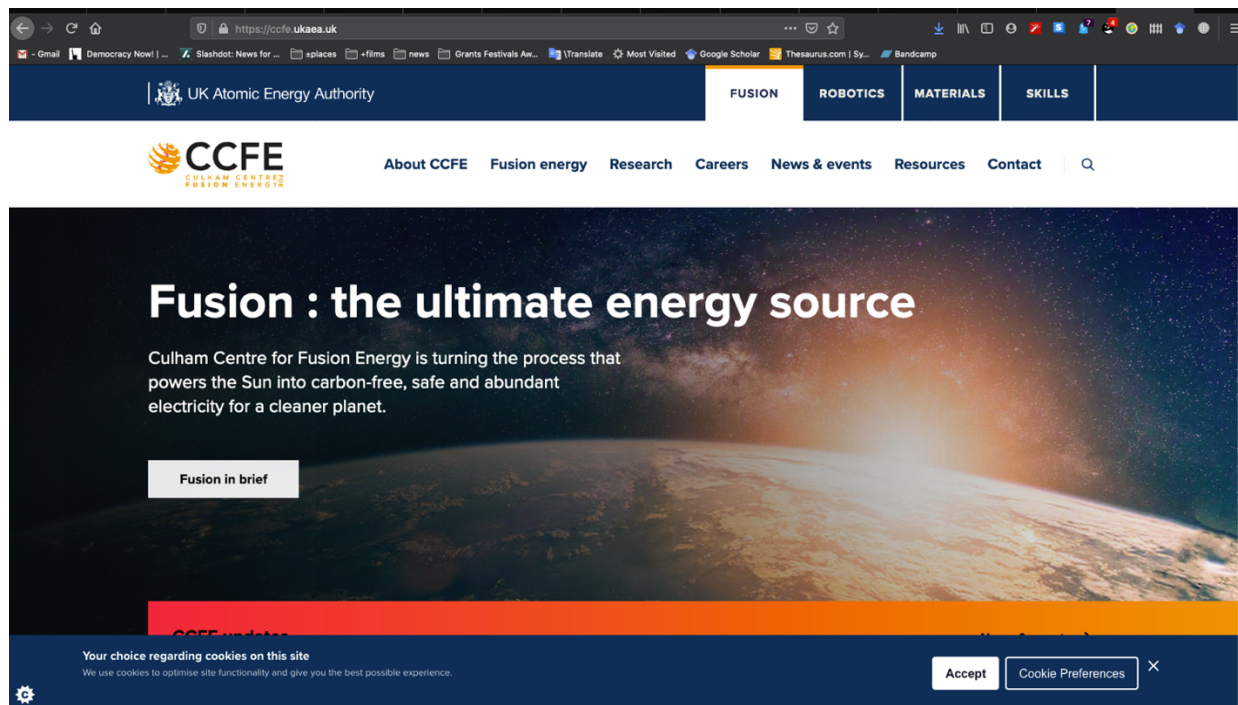 https://ccfe.ukaea.uk
- Gmail Democracy Now! | ... Slashdot: News for ... ±places +films news Grants Festivals Aw... \Translate Most Visited Google Scholar Thesaurus.com | Sy... Bandcamp
UK Atomic Energy Authority FUSION ROBOTICS MATERIALS SKILLS
CCFE
CULHAM CENTRE FOR
FUSION ENERGY
About CCFE Fusion energy Research Careers News & events Resources Contact
Fusion : the ultimate energy source
Culham Centre for Fusion Energy is turning the process that
powers the Sun into carbon-free, safe and abundant
electricity for a cleaner planet.
Fusion in brief
CCFE updates
Your choice regarding cookies on this site
We use cookies to optimise site functionality and give you the best possible experience.
Accept Cookie Preferences